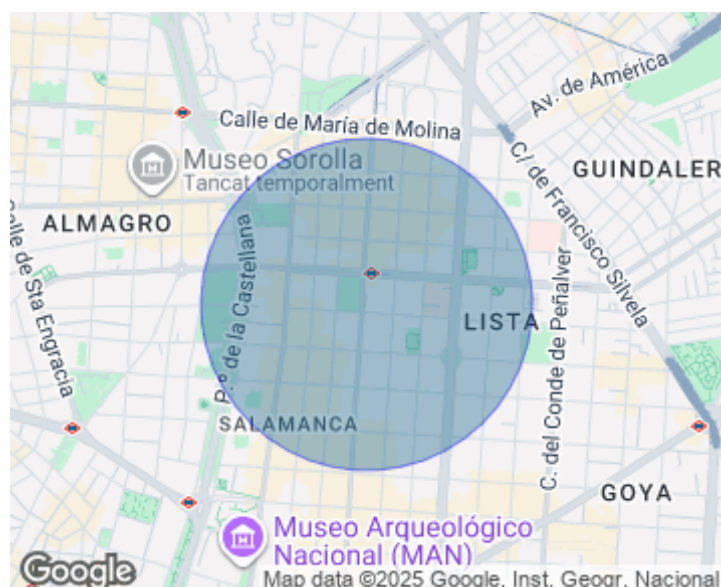 Av. de América
Calle de María de Molina
C/ de Francisco Silvela
Museo Sorolla
Tancat temporalment
GUINDALER
ALMAGRO
P.º de la Castellana
Calle de Sta Engracia
LISTA
C. del Conde de Peñalver
SALAMANCA
GOYA
Museo Arqueológico
Nacional (MAN)
Google
Map data ©2025 Google, Inst. Geogr. Nacional